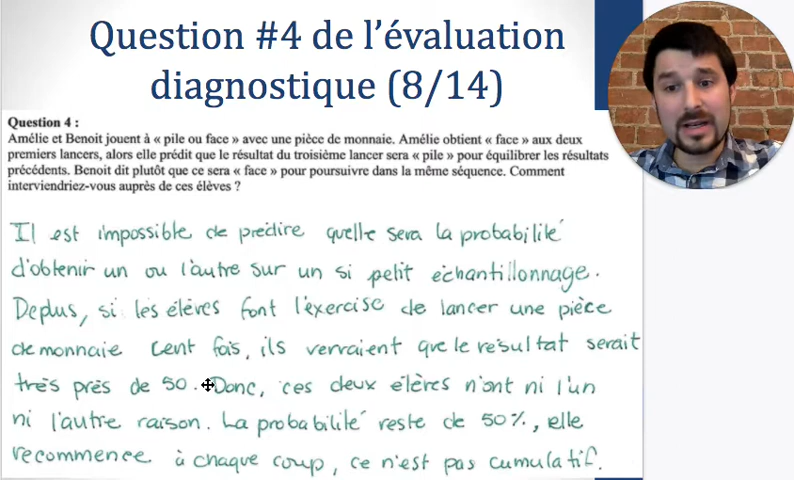 Question #4 de l'évaluation
diagnostique (8/14)
Question 4 :
Amélie et Benoit jouent à « pile ou face » avec une pièce de monnaie. Amélie obtient « face » aux deux
premiers lancers, alors elle prédit que le résultat du troisième lancer sera « pile » pour équilibrer les résultats
précédents. Benoit dit plutôt que ce sera « face » pour poursuivre dans la même séquence. Comment
interviendriez-vous auprès de ces élèves ?
Il est impossible de prédire quelle sera la probabilité
d'obtenir un ou l'autre sur un si petit échantillonnage.
Deplus, si les élèves font l'exercise de lancer une pièce
de monnaie cent fois, ils verraient que le résultat serait
très près de 50. Donc, ces deux élères n'ont ni l'un
ni l'autre raison. La probabilité reste de 50%, elle
recommence à chaque coup, ce n'est pas cumulatif.